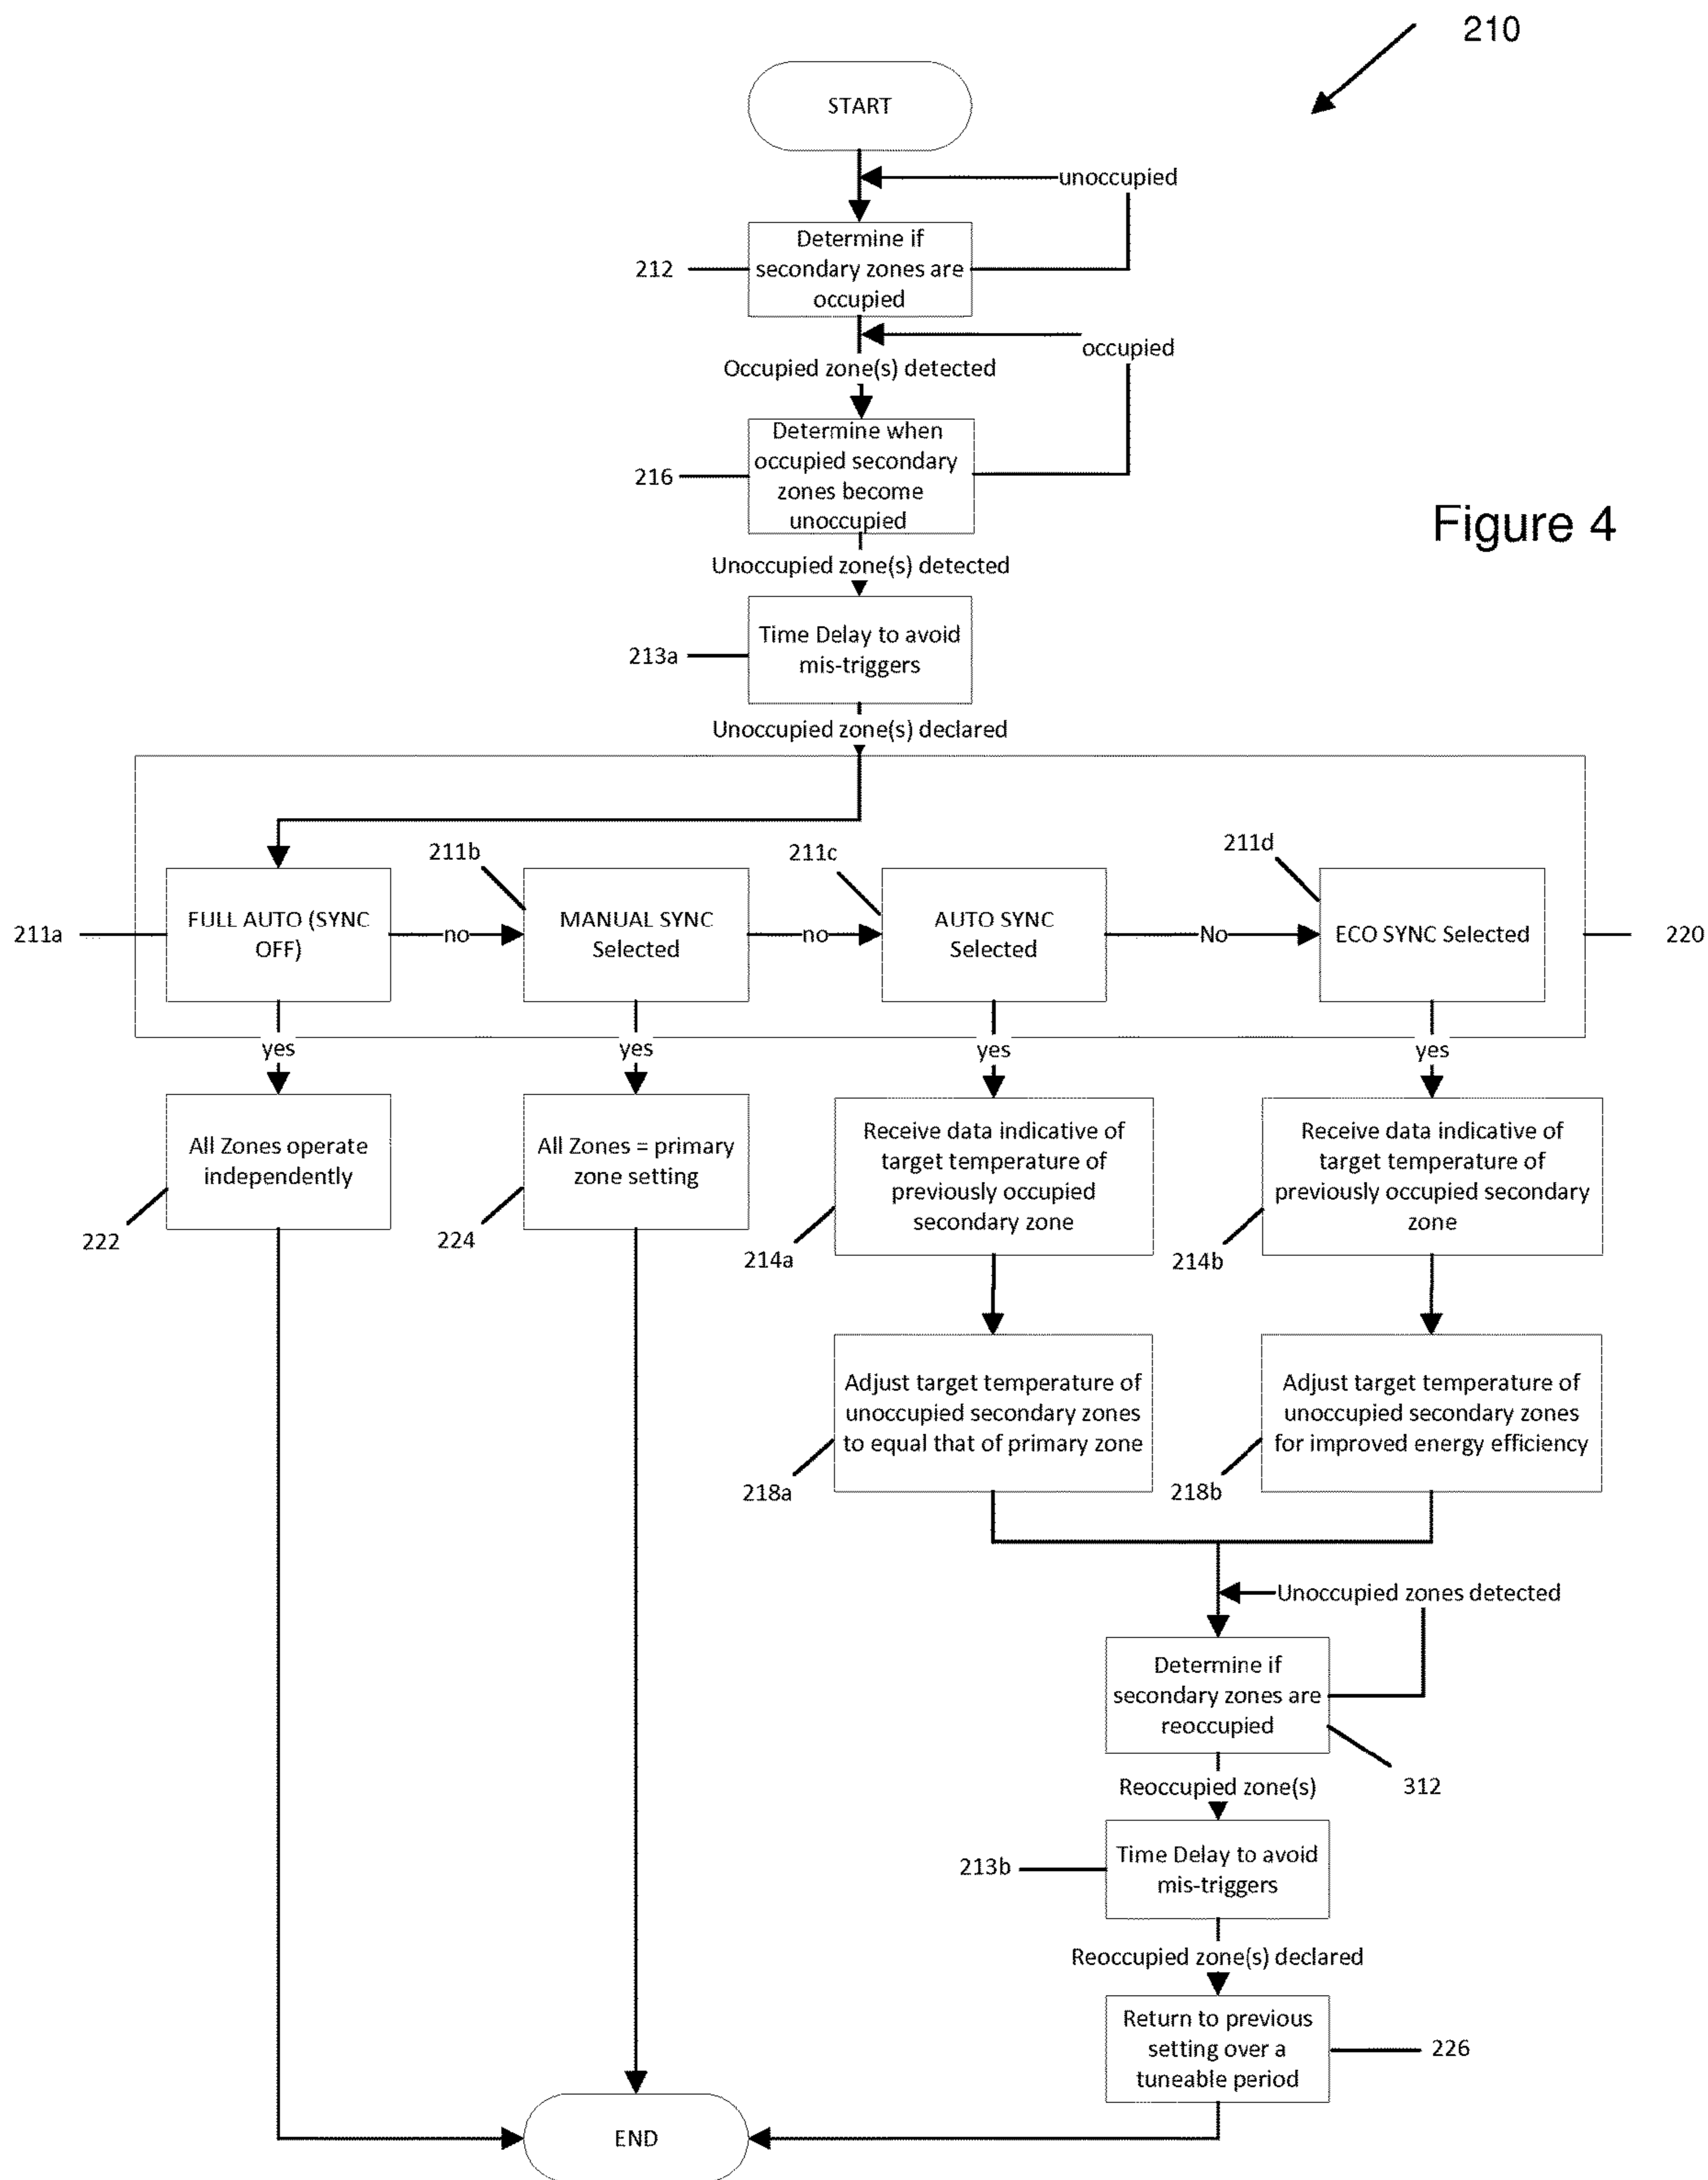 210
START
unoccupied
Determine if
secondary zones are
occupied
212
occupied
Occupied zone(s) detected
Determine when
occupied secondary
zones become
unoccupied
216
Figure 4
Unoccupied zone(s) detected
Time Delay to avoid
mis-triggers
213a
Unoccupied zone(s) declared
211b
211c
211d
211a
FULL AUTO (SYNC
OFF)
no
MANUAL SYNC
Selected
no
AUTO SYNC
Selected
No
ECO SYNC Selected
220
yes
yes
yes
yes
All Zones operate
independently
222
All Zones = primary
zone setting
224
Receive data indicative of
target temperature of
previously occupied
secondary zone
214a
Receive data indicative of
target temperature of
previously occupied secondary
zone
214b
Adjust target temperature of
unoccupied secondary zones
to equal that of primary zone
218a
Adjust target temperature of
unoccupied secondary zones
for improved energy efficiency
218b
Unoccupied zones detected
Determine if
secondary zones are
reoccupied
312
Reoccupied zone(s)
Time Delay to avoid
mis-triggers
213b
Reoccupied zone(s) declared
Return to previous
setting over a
tuneable period
226
END